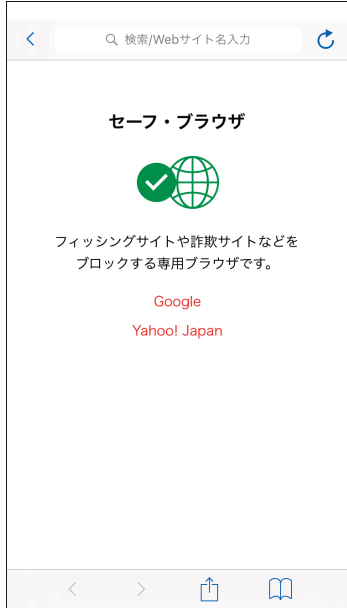 検索/Webサイト名入力
セーフ・ブラウザ
フィッシングサイトや詐欺サイトなどを
ブロックする専用ブラウザです。
Google
Yahoo! Japan